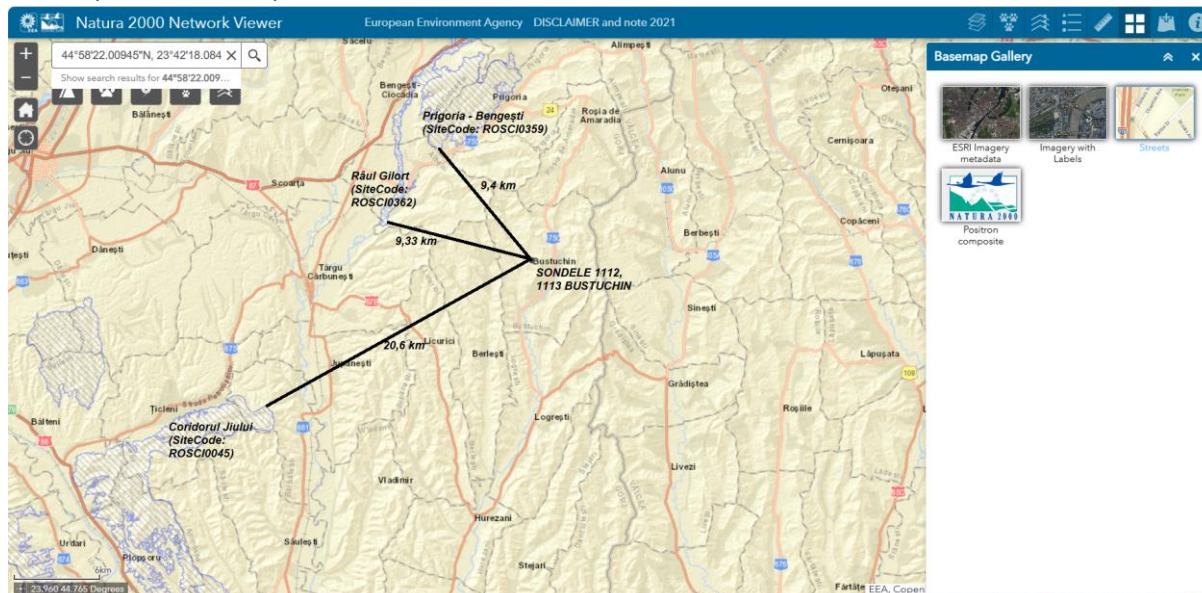 Natura 2000 Network Viewer
European Environment Agency DISCLAIMER and note 2021
44°58'22.00945"N, 23°42'18.084
Show search results for 44°58'22.009...
Basemap Gallery
ESRI Imagery
metadata
Imagery with
Labels
Streets
NATURA 2000
Positron
composite
Săcelu
Alimpești
Bengești-
Ciocadia
Prigoria
Oteșani
Bălănești
Roșia de
Amaradia
Prigoria - Bengești
(SiteCode: ROSCI0359)
Cernișoara
Scoarța
Râul Gilort
(SiteCode:
ROSCI0362)
9,4 km
Alunu
9,33 km
Copăceni
Dănești
Berbești
Târgu
Cărbunești
Bustuchin
SONDELE 1112,
1113 BUSTUCHIN
Sinești
20,6 km
Licurici
Berlești
Jupânești
Lăpușata
Grădiștea
Țicleni
Roșiile
Bâlteni
Logrești
Coridorul Jiului
(SiteCode:
ROSCI0045)
Livezi
Vladimir
Hurezani
Urdari
Săulești
Plopșoru
Stejari
6km
23.960 44.765 Degrees
EEA, Copen